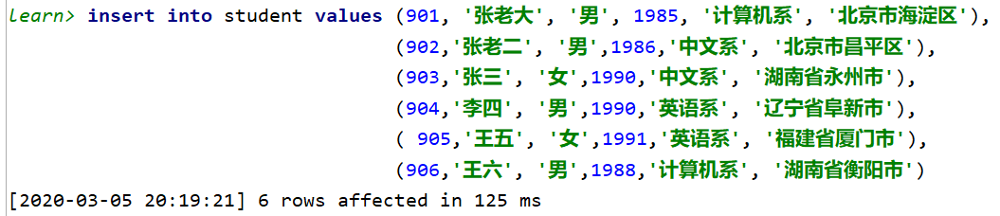 learn> insert into student values (901, '张老大', '男', 1985, '计算机系', '北京市海淀区'),
(902,'张老二', '男',1986,'中文系', '北京市昌平区'),
(903,'张三', '女',1990,'中文系', '湖南省永州市'),
(904,'李四', '男',1990,'英语系', '辽宁省阜新市'),
( 905,'王五', '女',1991,'英语系', '福建省厦门市'),
(906,'王六', '男',1988,'计算机系', '湖南省衡阳市')
[2020-03-05 20:19:21] 6 rows affected in 125 ms